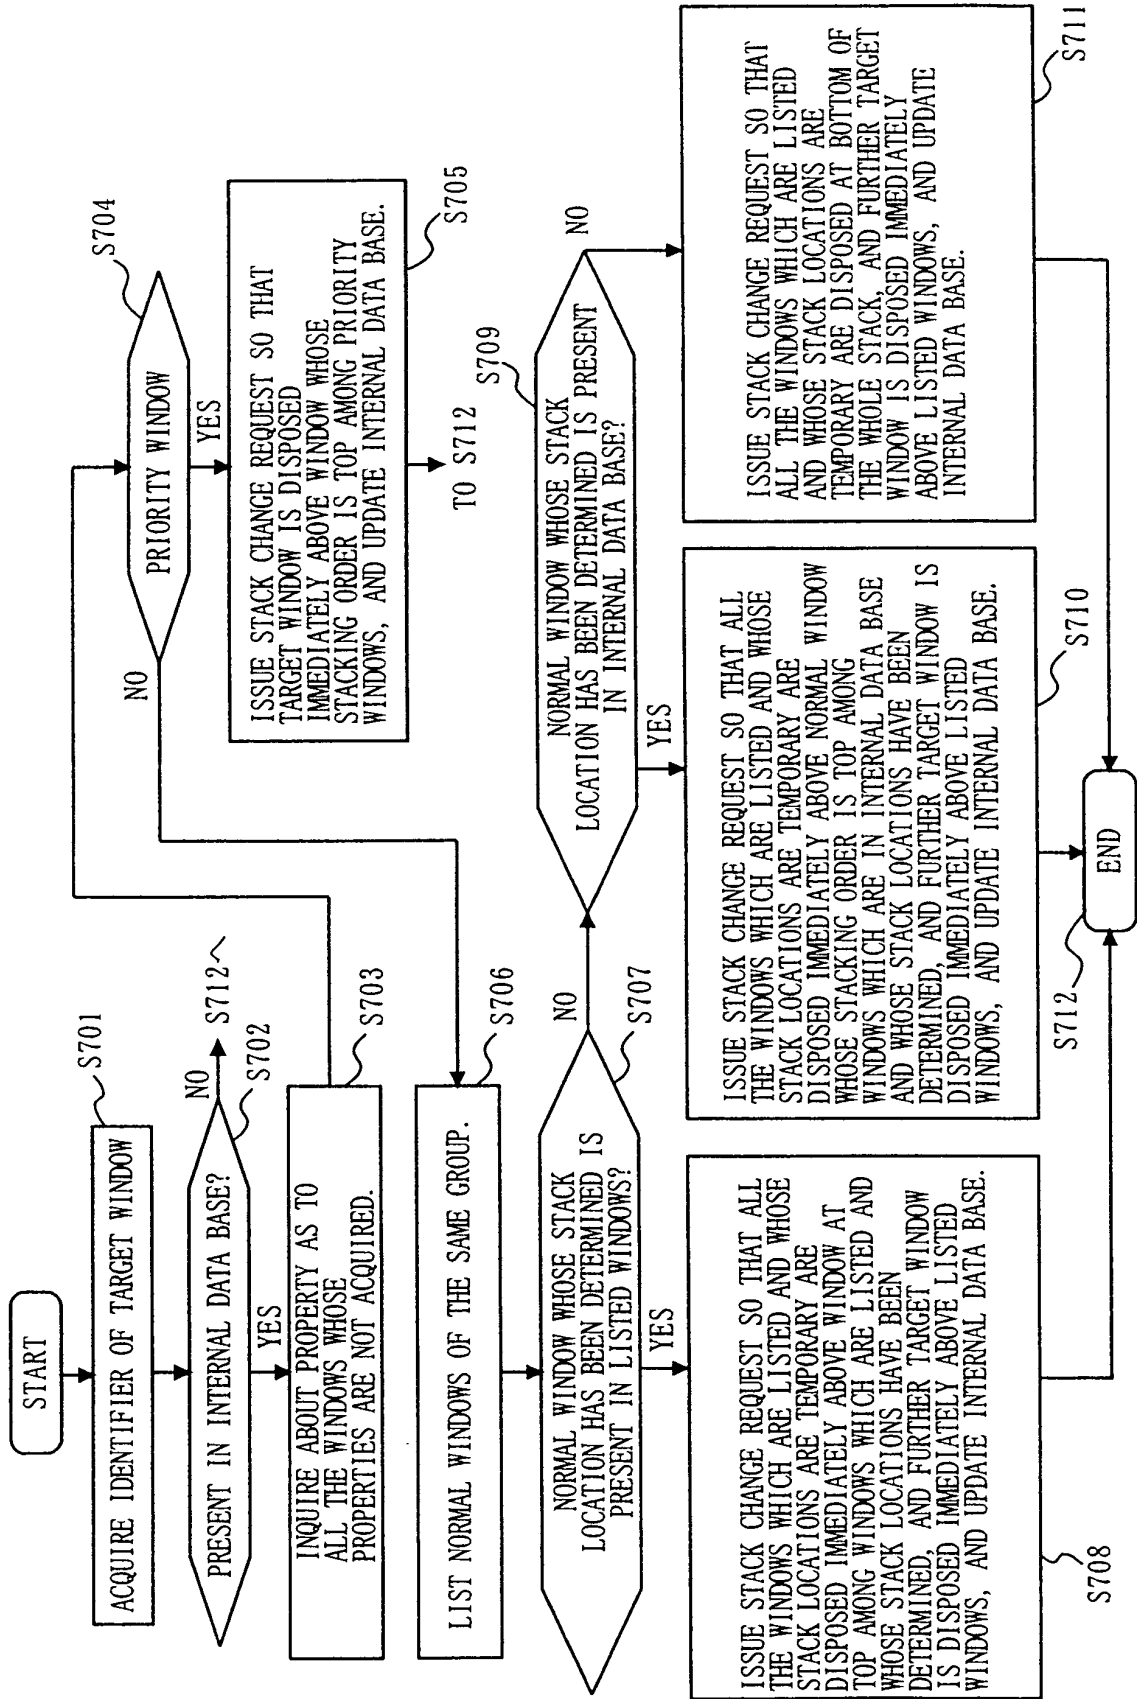 START
ACQUIRE IDENTIFIER OF TARGET WINDOW
S701
PRESENT IN INTERNAL DATA BASE?
S702
NO
S712
YES
INQUIRE ABOUT PROPERTY AS TO
ALL THE WINDOWS WHOSE
PROPERTIES ARE NOT ACQUIRED.
S703
PRIORITY WINDOW
S704
NO
YES
ISSUE STACK CHANGE REQUEST SO THAT
TARGET WINDOW IS DISPOSED
IMMEDIATELY ABOVE WINDOW WHOSE
STACKING ORDER IS TOP AMONG PRIORITY
WINDOWS, AND UPDATE INTERNAL DATA BASE.
S705
TO S712
LIST NORMAL WINDOWS OF THE SAME GROUP.
S706
NORMAL WINDOW WHOSE STACK
LOCATION HAS BEEN DETERMINED IS
PRESENT IN LISTED WINDOWS?
S707
NO
YES
ISSUE STACK CHANGE REQUEST SO THAT ALL
THE WINDOWS WHICH ARE LISTED AND WHOSE
STACK LOCATIONS ARE TEMPORARY ARE
DISPOSED IMMEDIATELY ABOVE WINDOW AT
TOP AMONG WINDOWS WHICH ARE LISTED AND
WHOSE STACK LOCATIONS HAVE BEEN
DETERMINED, AND FURTHER TARGET WINDOW
IS DISPOSED IMMEDIATELY ABOVE LISTED
WINDOWS, AND UPDATE INTERNAL DATA BASE.
S708
NORMAL WINDOW WHOSE STACK
LOCATION HAS BEEN DETERMINED IS PRESENT
IN INTERNAL DATA BASE?
S709
NO
YES
ISSUE STACK CHANGE REQUEST SO THAT ALL
THE WINDOWS WHICH ARE LISTED AND WHOSE
STACK LOCATIONS ARE TEMPORARY ARE
DISPOSED IMMEDIATELY ABOVE NORMAL WINDOW
WHOSE STACKING ORDER IS TOP AMONG
WINDOWS WHICH ARE IN INTERNAL DATA BASE
AND WHOSE STACK LOCATIONS HAVE BEEN
DETERMINED, AND FURTHER TARGET WINDOW IS
DISPOSED IMMEDIATELY ABOVE LISTED
WINDOWS, AND UPDATE INTERNAL DATA BASE.
S710
ISSUE STACK CHANGE REQUEST SO THAT
ALL THE WINDOWS WHICH ARE LISTED
AND WHOSE STACK LOCATIONS ARE
TEMPORARY ARE DISPOSED AT BOTTOM OF
THE WHOLE STACK, AND FURTHER TARGET
WINDOW IS DISPOSED IMMEDIATELY
ABOVE LISTED WINDOWS, AND UPDATE
INTERNAL DATA BASE.
S711
S712
END